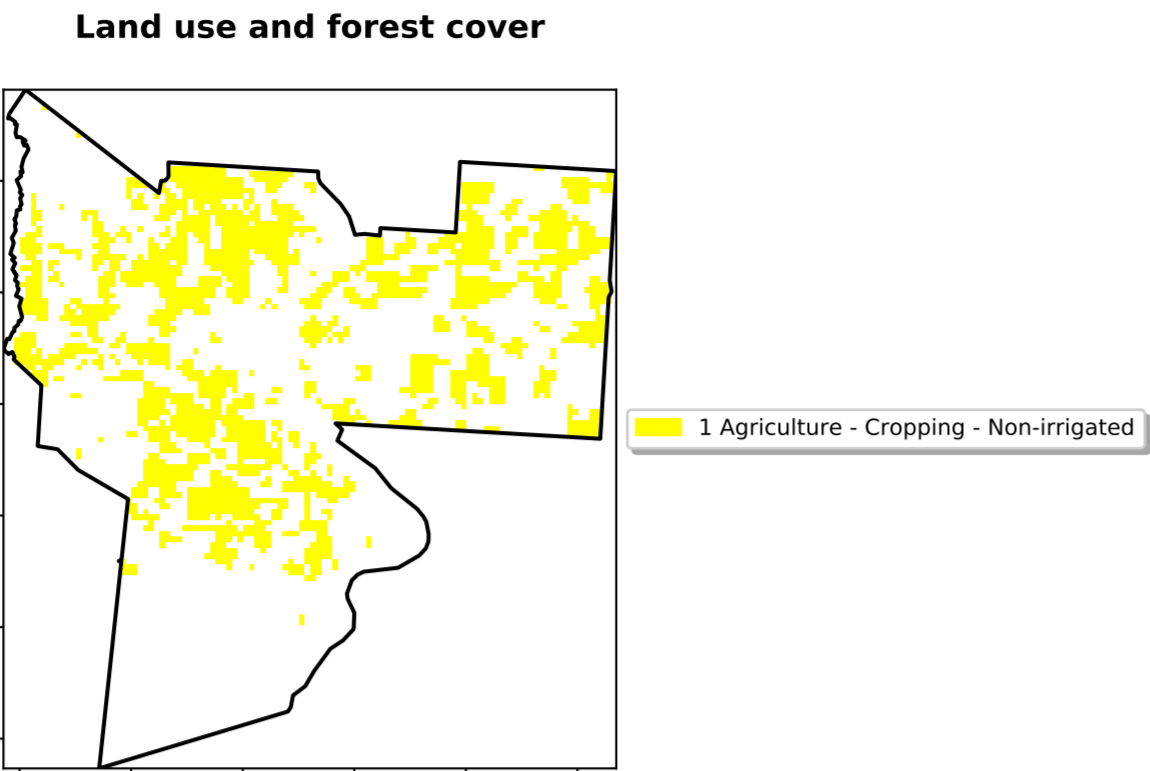 Land use and forest cover
1 Agriculture - Cropping - Non-irrigated